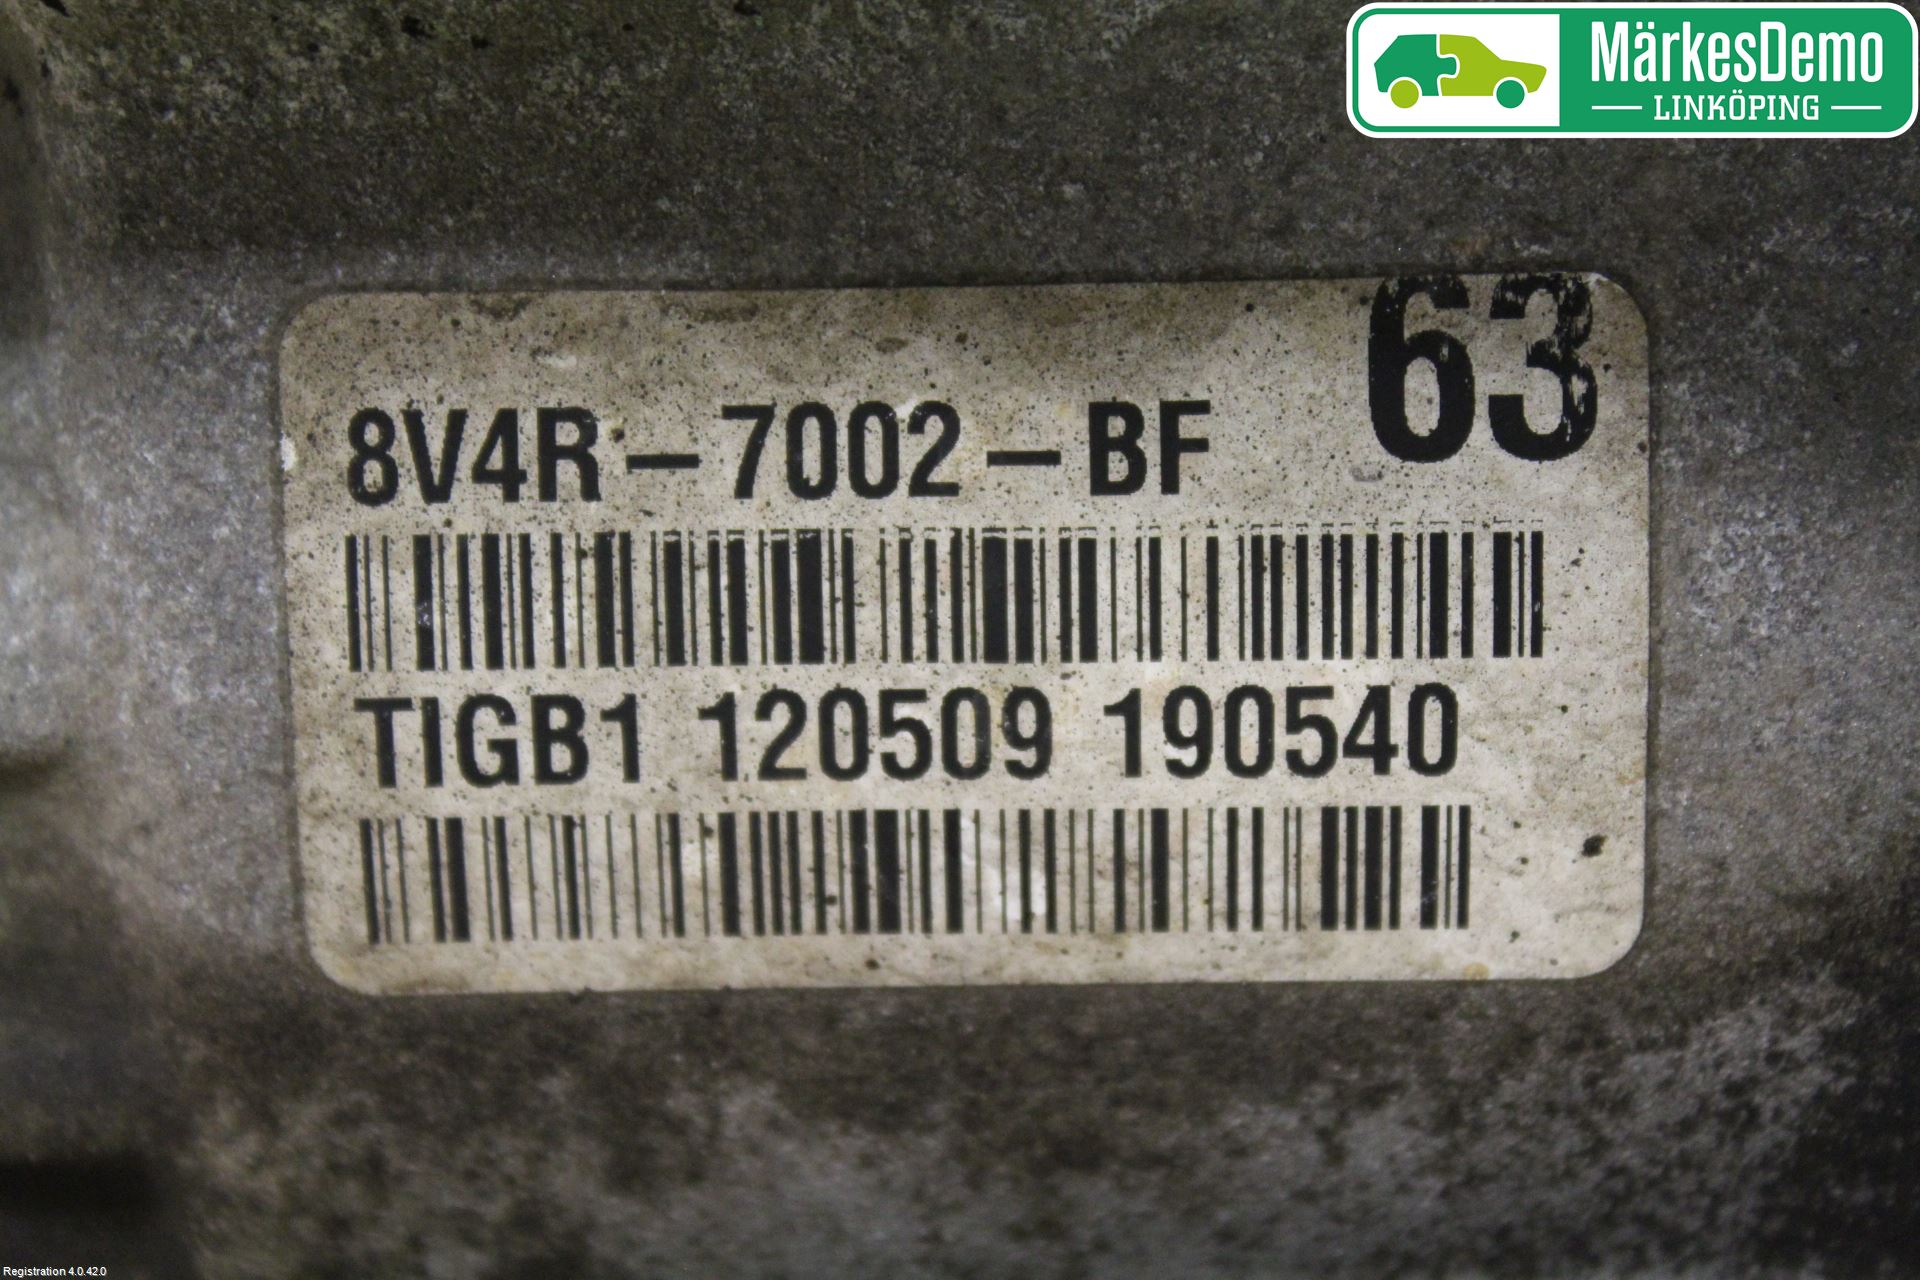 MärkesDemo
LINKÖPING
63
8V4R-7002-BF
TIGB1 120509 190540
Registration 4.0.42.0